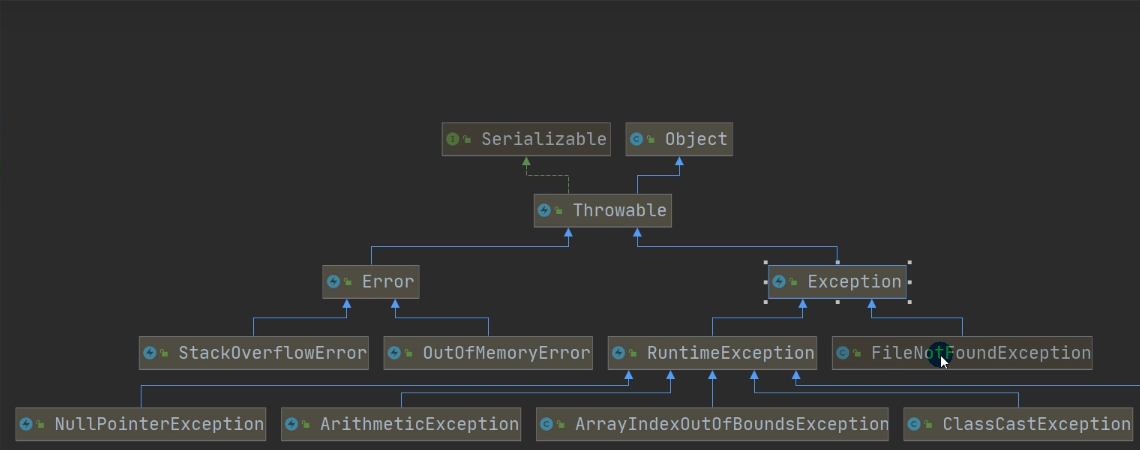 Serializable
Object
Throwable
Error
Exception
StackOverflowError
OutOfMemoryError
RuntimeException
FileNotFoundException
NullPointerException
ArithmeticException
ArrayIndexOutOfBoundsException
ClassCastException